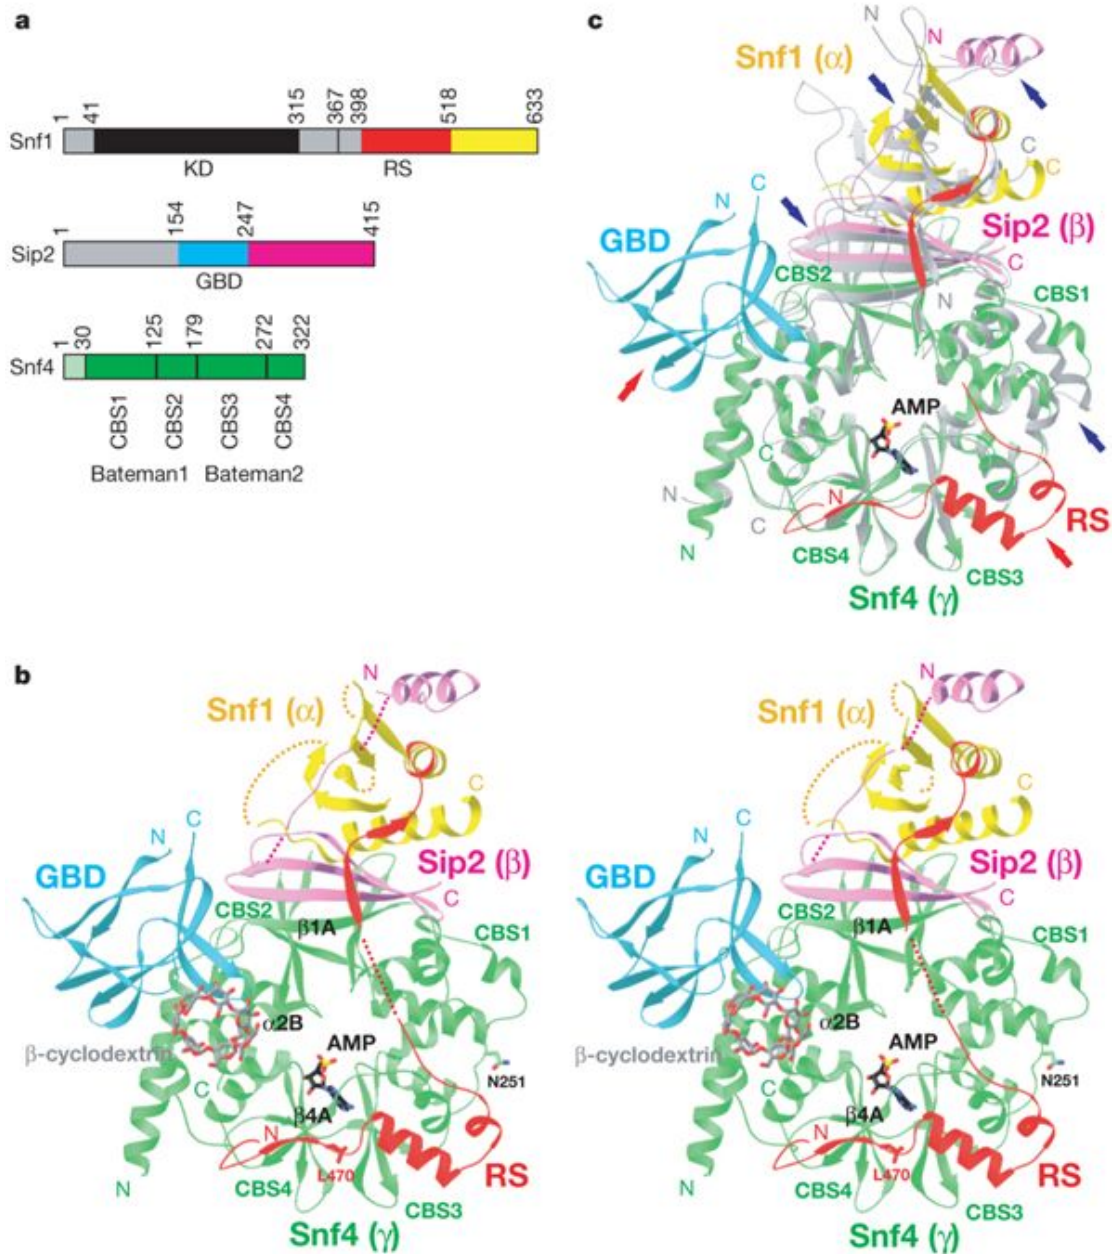 a
1 41 315 367 398 518 633
Snf1
KD RS
1 154 247 415
Sip2
GBD
1 30 125 179 272 322
Snf4
CBS1 CBS2 CBS3 CBS4
Bateman1 Bateman2
c
N
N
Snf1 (α)
C
C
C
N
GBD
Sip2 (β)
C
CBS2
N
CBS1
AMP
C
N
N
C
RS
CBS4
N
CBS3
Snf4 (γ)
b
N
Snf1 (α)
C
C
N
GBD
Sip2 (β)
C
CBS2
β1A
CBS1
α2B
AMP
β-cyclodextrin
N251
C
β4A
N
L470
RS
N
CBS4
CBS3
Snf4 (γ)
N
Snf1 (α)
C
C
N
GBD
Sip2 (β)
C
CBS2
β1A
CBS1
α2B
AMP
β-cyclodextrin
N251
C
β4A
N
L470
RS
N
CBS4
CBS3
Snf4 (γ)